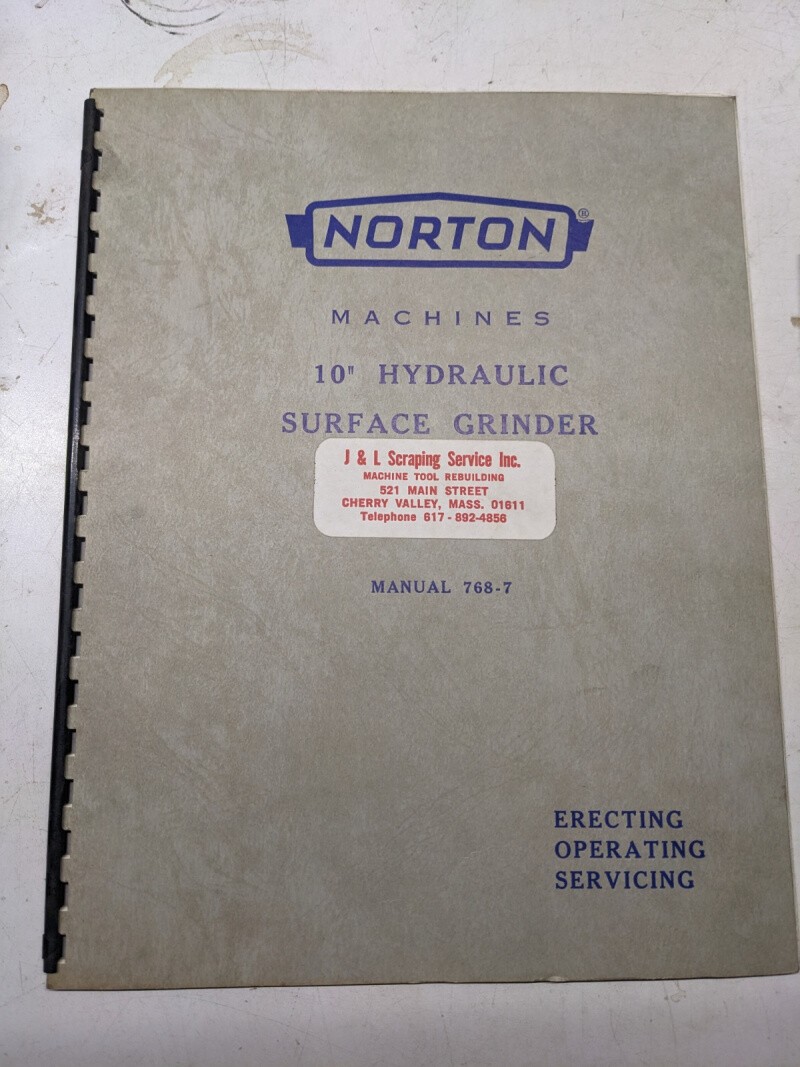 NORTON®
MACHINES
10" HYDRAULIC
SURFACE GRINDER
J & L Scraping Service Inc.
MACHINE TOOL REBUILDING
521 MAIN STREET
CHERRY VALLEY, MASS. 01611
Telephone 617-892-4856
MANUAL 768-7
ERECTING
OPERATING
SERVICING